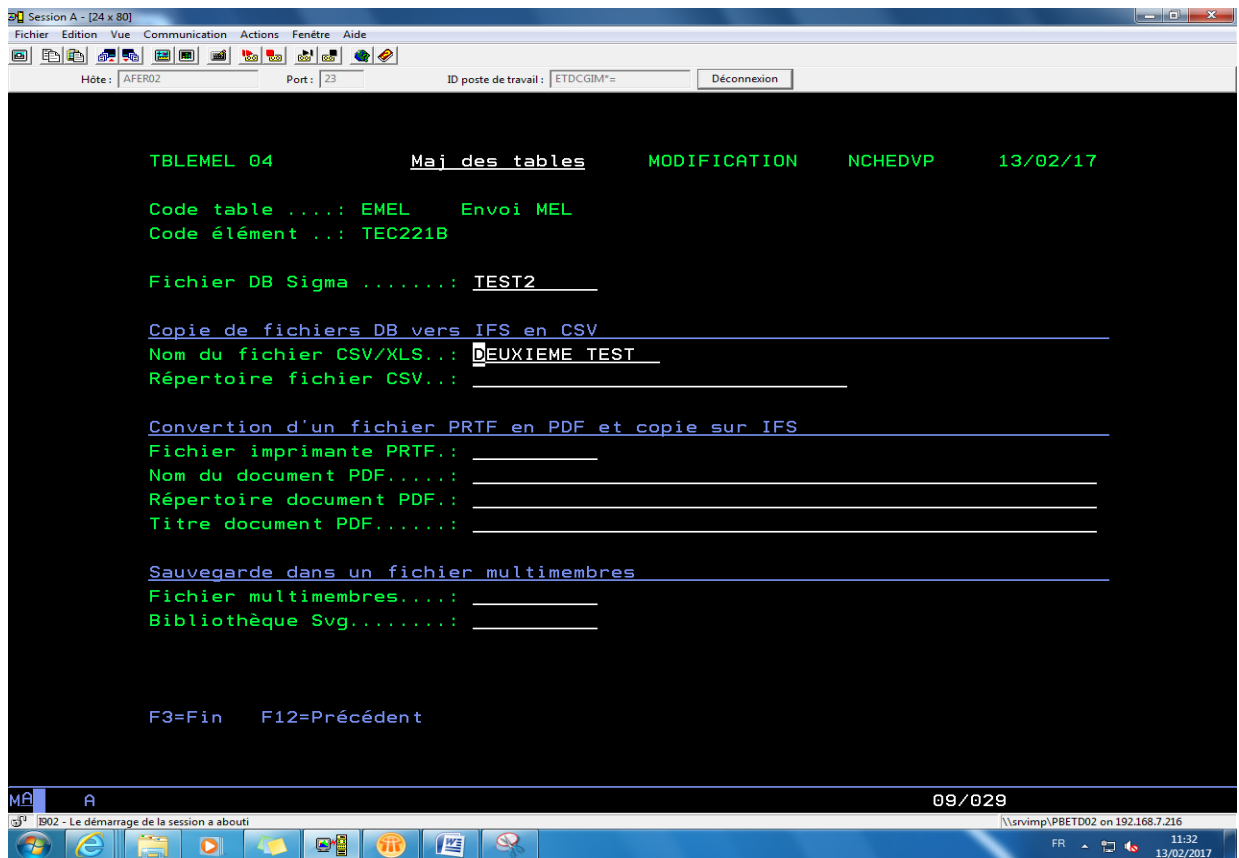 Session A - [24 x 80]
Fichier Edition Vue Communication Actions Fenêtre Aide
Hôte : AFER02 Port : 23 ID poste de travail : ETDCGIM*= Déconnexion
TBLEMEL 04 Maj des tables MODIFICATION NCHEDVP 13/02/17
Code table ....: EMEL Envoi MEL
Code élément ..: TEC221B
Fichier DB Sigma .......: TEST2
Copie de fichiers DB vers IFS en CSV
Nom du fichier CSV/XLS..: DEUXIEME TEST
Répertoire fichier CSV..:
Convertion d'un fichier PRTF en PDF et copie sur IFS
Fichier imprimante PRTF.:
Nom du document PDF.....:
Répertoire document PDF.:
Titre document PDF......:
Sauvegarde dans un fichier multimembres
Fichier multimembres....:
Bibliothèque Svg........:
F3=Fin F12=Précédent
MA A 09/029
I902 - Le démarrage de la session a abouti \\srvimp\PBETD02 on 192.168.7.216
FR 11:32
13/02/2017